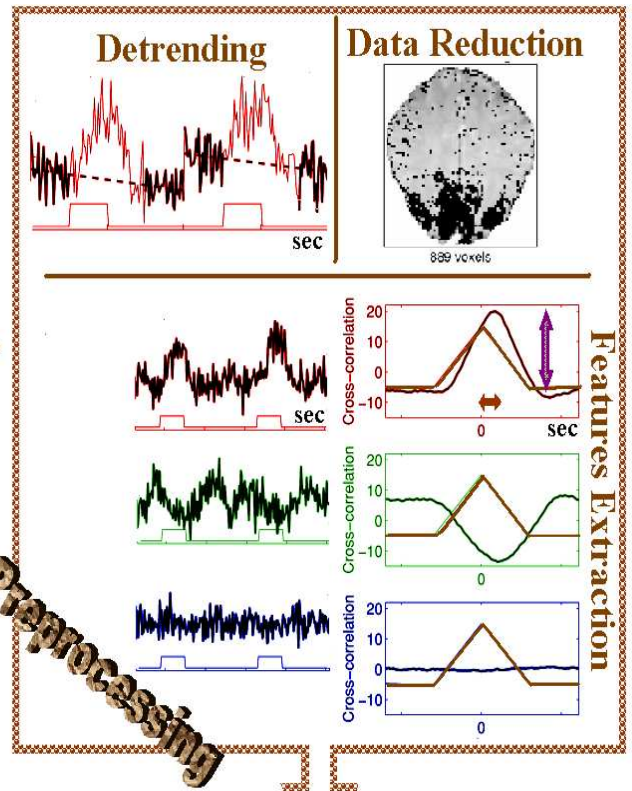 Detrending
Data Reduction
sec
889 voxels
Cross-correlation
20
10
0
-10
0
sec
sec
Cross-correlation
20
10
0
-10
0
Cross-correlation
20
10
0
-10
0
Features Extraction
Preprocessing